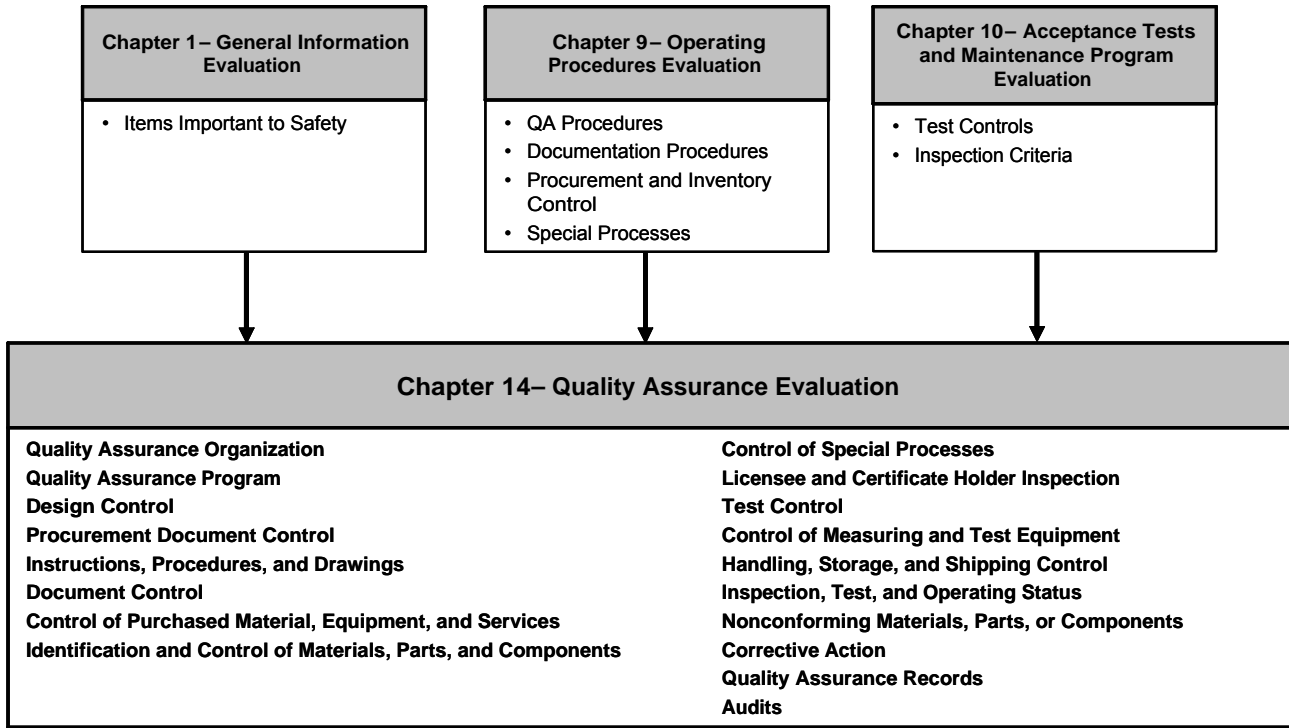 Chapter 1– General Information
Evaluation
• Items Important to Safety
Chapter 9– Operating
Procedures Evaluation
• QA Procedures
• Documentation Procedures
• Procurement and Inventory
Control
• Special Processes
Chapter 10– Acceptance Tests
and Maintenance Program
Evaluation
• Test Controls
• Inspection Criteria
Chapter 14– Quality Assurance Evaluation
Quality Assurance Organization
Quality Assurance Program
Design Control
Procurement Document Control
Instructions, Procedures, and Drawings
Document Control
Control of Purchased Material, Equipment, and Services
Identification and Control of Materials, Parts, and Components
Control of Special Processes
Licensee and Certificate Holder Inspection
Test Control
Control of Measuring and Test Equipment
Handling, Storage, and Shipping Control
Inspection, Test, and Operating Status
Nonconforming Materials, Parts, or Components
Corrective Action
Quality Assurance Records
Audits